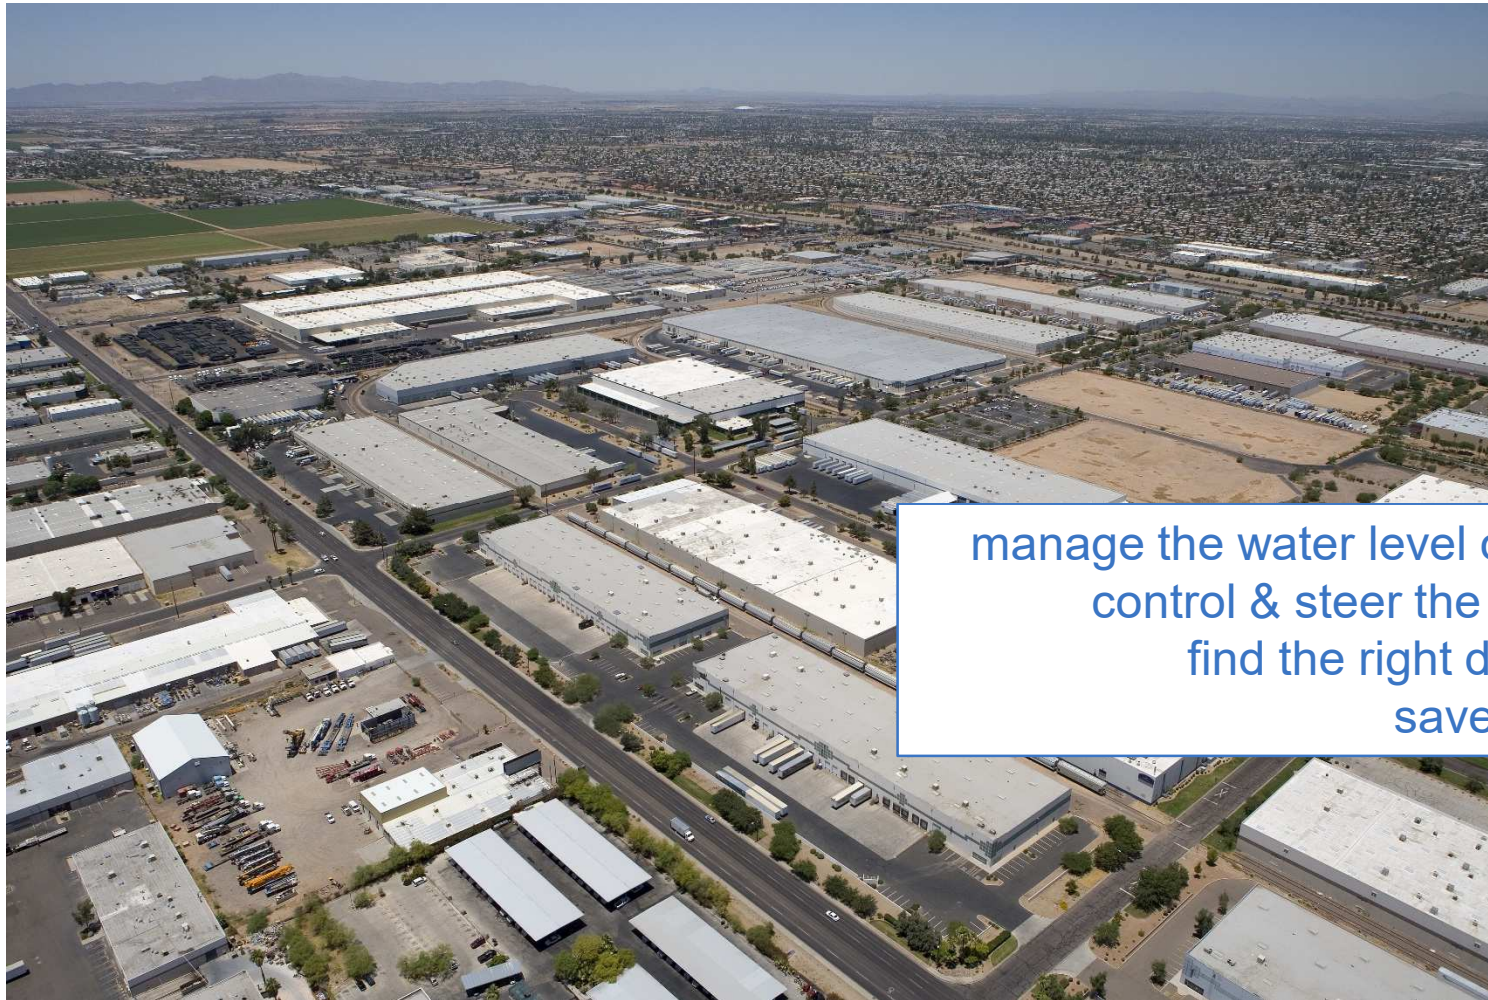 manage the water level
control & steer the
find the right
save